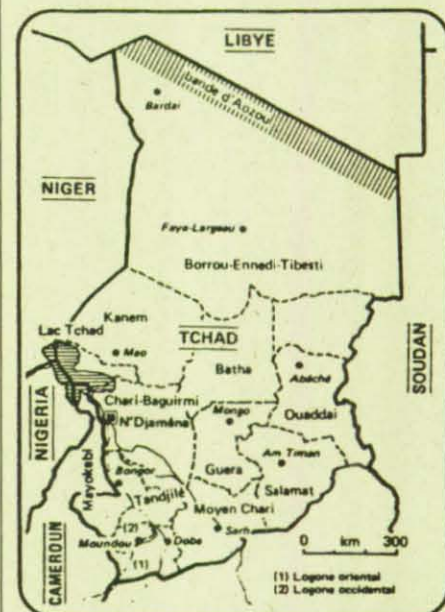 LIBYE
bande d'Aozou
Bardai
NIGER
Faya-Largeau
Borrou-Ennedi-Tibesti
Kanem
Lac Tchad
TCHAD
SOUDAN
Mao
Batha
Abéché
Chari-Baguirmi
Ouaddai
NIGERIA
N'Djaména
Mongo
Mayokebi
Am Timan
Bongor
Guera
Tandjilé
Salamat
Moyen Chari
CAMEROUN
(2)
Moundou
Doba
Sarh
0 km 300
(1)
(1) Logone oriental
(2) Logone occidental